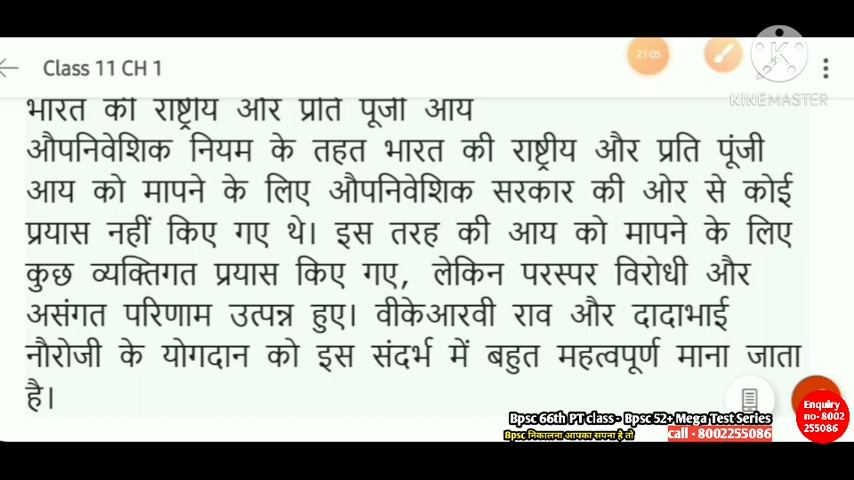 21:05
Class 11 CH 1
KINEMASTER
भारत की राष्ट्रीय और प्रति पूंजी आय
औपनिवेशिक नियम के तहत भारत की राष्ट्रीय और प्रति पूंजी
आय को मापने के लिए औपनिवेशिक सरकार की ओर से कोई
प्रयास नहीं किए गए थे। इस तरह की आय को मापने के लिए
कुछ व्यक्तिगत प्रयास किए गए, लेकिन परस्पर विरोधी और
असंगत परिणाम उत्पन्न हुए। वीकेआरवी राव और दादाभाई
नौरोजी के योगदान को इस संदर्भ में बहुत महत्वपूर्ण माना जाता
है।
Bpsc 66th PT class - Bpsc 52+ Mega Test Series
Bpsc निकालना आपका सपना है तो
call - 8002255086
Enquiry
no- 8002
255086